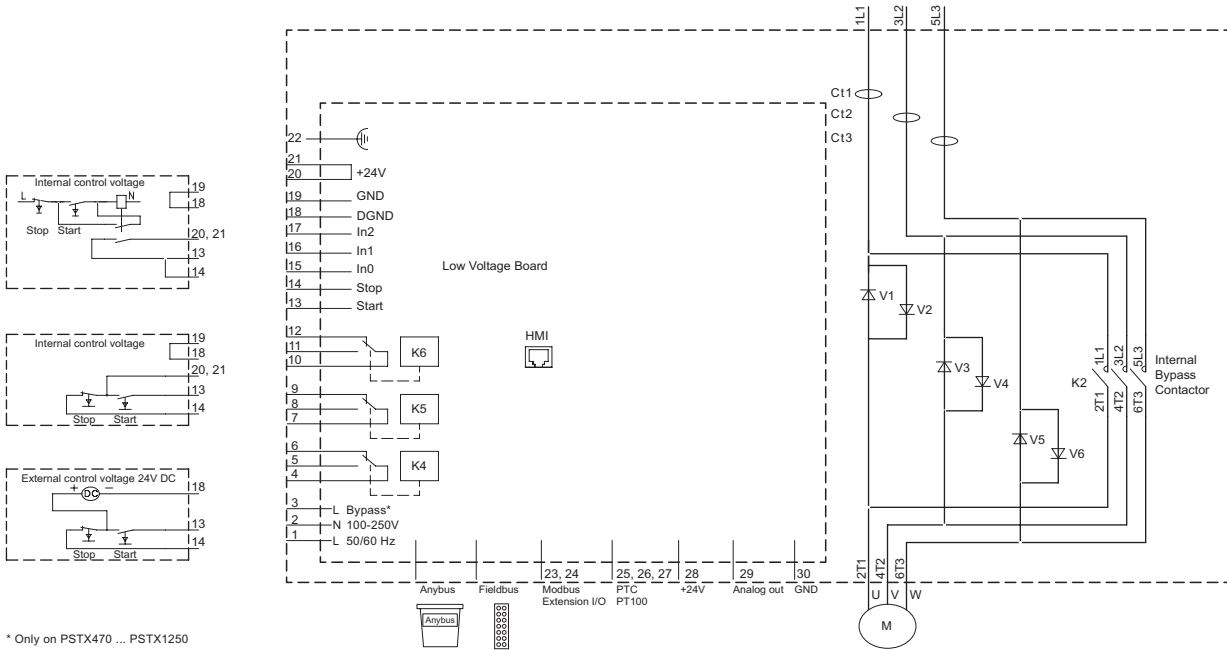 1L1
3L2
5L3
Ct1
Ct2
Ct3
Internal control voltage
L
N
Stop Start
19
18
20, 21
13
14
Internal control voltage
19
18
20, 21
13
14
Stop Start
External control voltage 24V DC
+ DC −
18
13
14
Stop Start
* Only on PSTX470 ... PSTX1250
22
21
20 +24V
19 GND
18 DGND
17 In2
16 In1
15 In0
14 Stop
13 Start
Low Voltage Board
HMI
12
11
10
K6
9
8
7
K5
6
5
4
K4
3 L Bypass*
2 N 100-250V
1 L 50/60 Hz
Anybus
Anybus
Fieldbus
23, 24
Modbus
Extension I/O
25, 26, 27
PTC
PT100
28
+24V
29
Analog out
30
GND
V1
V2
V3
V4
V5
V6
K2
1L1
3L2
5L3
2T1
4T2
6T3
Internal
Bypass
Contactor
2T1
4T2
6T3
U
V
W
M